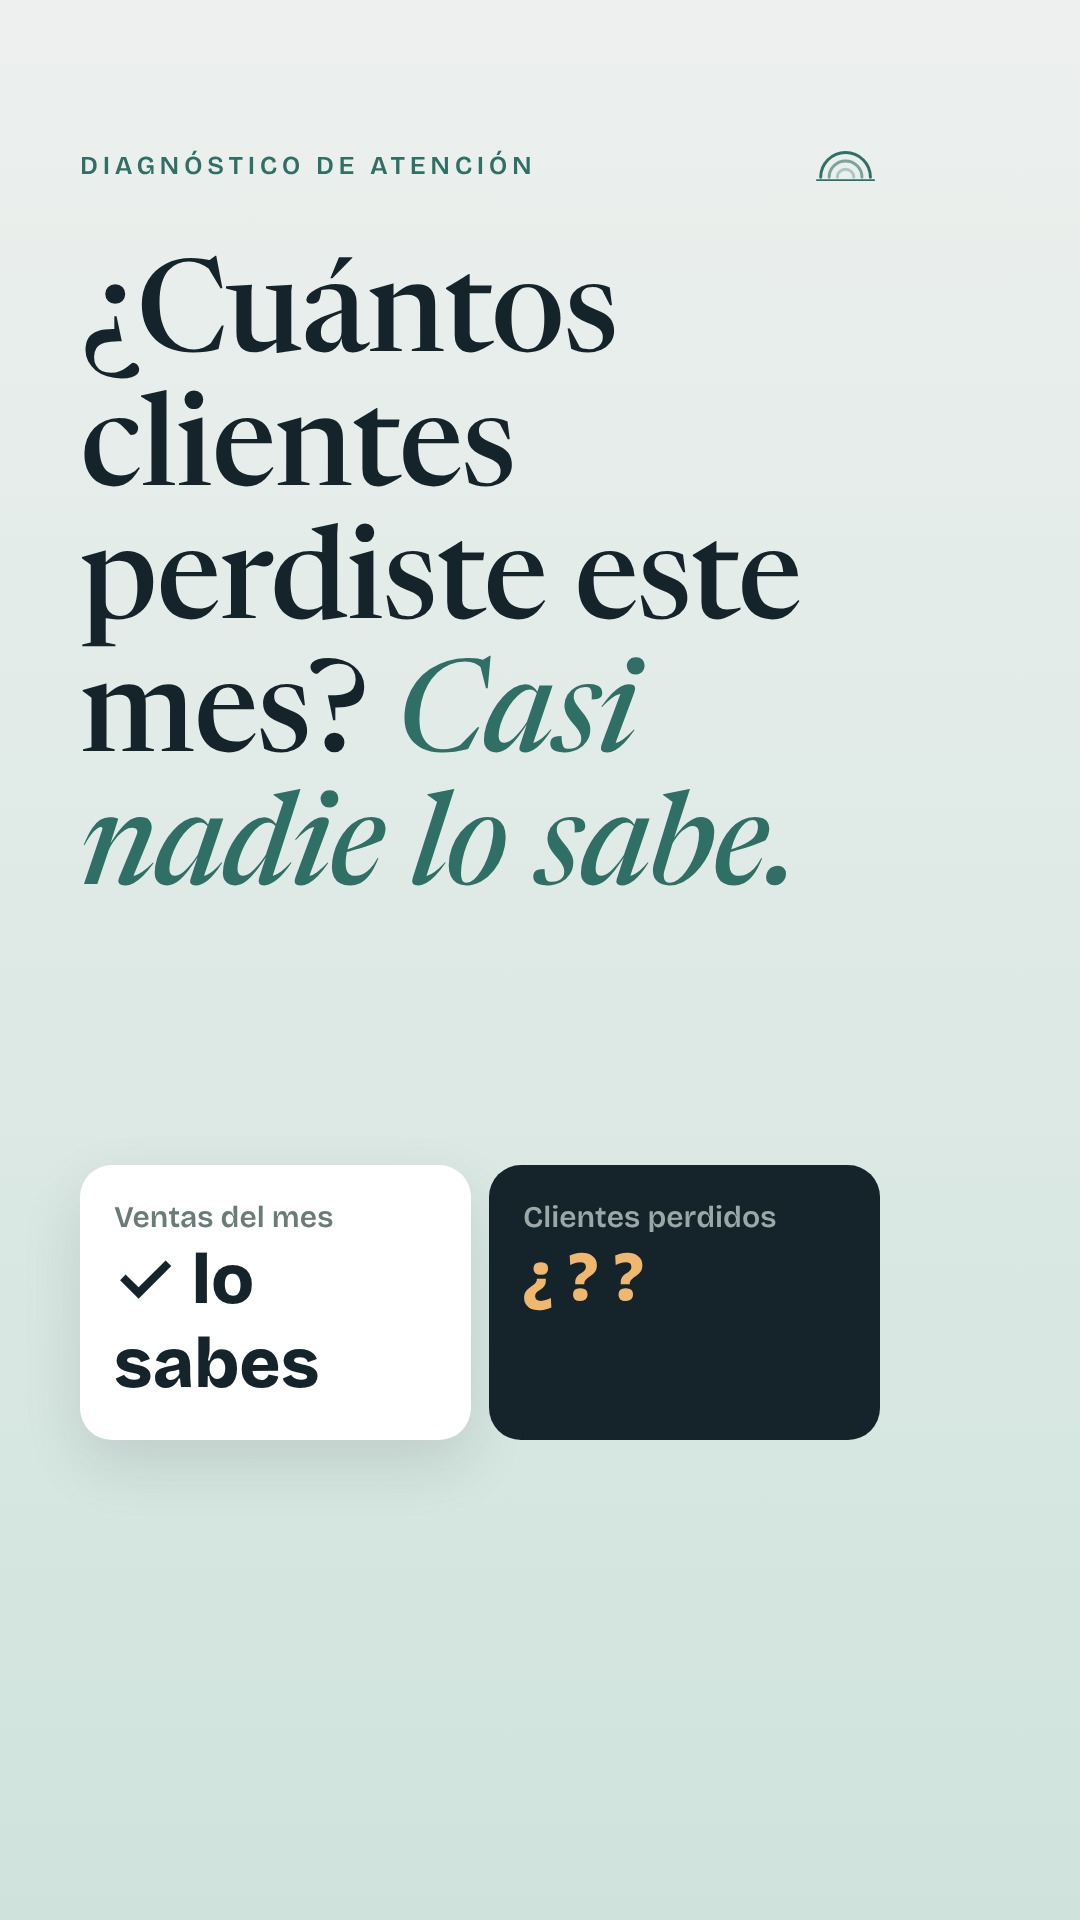 DIAGNÓSTICO DE ATENCIÓN
¿Cuántos
clientes
perdiste este
mes? Casi
nadie lo sabe.
Ventas del mes
✓ lo
sabes
Clientes perdidos
¿??